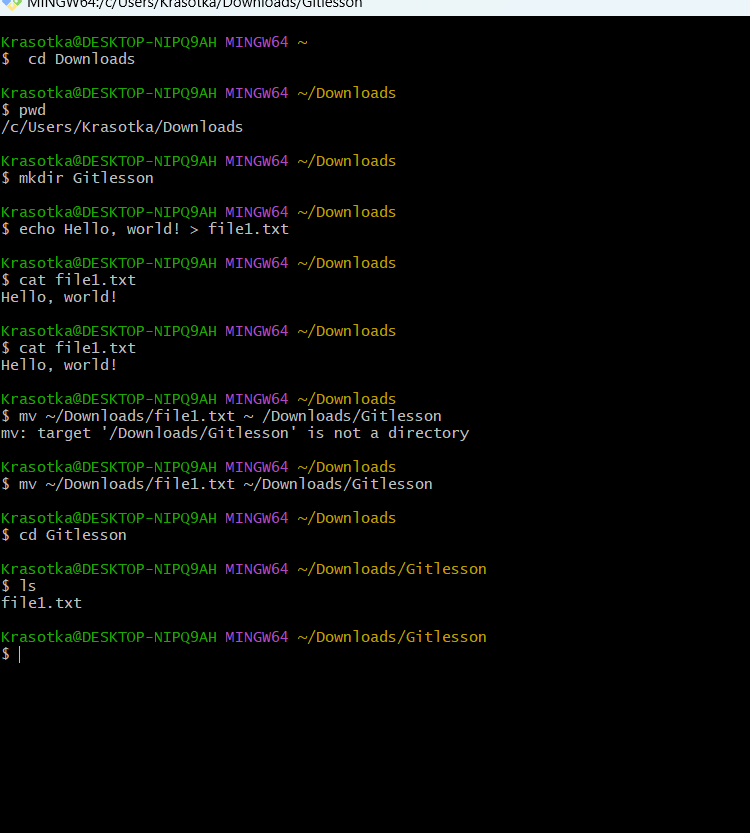 MINGW64:/c/Users/Krasotka/Downloads/Gitlesson
Krasotka@DESKTOP-NIPQ9AH MINGW64 ~
$  cd Downloads
Krasotka@DESKTOP-NIPQ9AH MINGW64 ~/Downloads
$ pwd
/c/Users/Krasotka/Downloads
Krasotka@DESKTOP-NIPQ9AH MINGW64 ~/Downloads
$ mkdir Gitlesson
Krasotka@DESKTOP-NIPQ9AH MINGW64 ~/Downloads
$ echo Hello, world! > file1.txt
Krasotka@DESKTOP-NIPQ9AH MINGW64 ~/Downloads
$ cat file1.txt
Hello, world!
Krasotka@DESKTOP-NIPQ9AH MINGW64 ~/Downloads
$ cat file1.txt
Hello, world!
Krasotka@DESKTOP-NIPQ9AH MINGW64 ~/Downloads
$ mv ~/Downloads/file1.txt ~ /Downloads/Gitlesson
mv: target '/Downloads/Gitlesson' is not a directory
Krasotka@DESKTOP-NIPQ9AH MINGW64 ~/Downloads
$ mv ~/Downloads/file1.txt ~/Downloads/Gitlesson
Krasotka@DESKTOP-NIPQ9AH MINGW64 ~/Downloads
$ cd Gitlesson
Krasotka@DESKTOP-NIPQ9AH MINGW64 ~/Downloads/Gitlesson
$ ls
file1.txt
Krasotka@DESKTOP-NIPQ9AH MINGW64 ~/Downloads/Gitlesson
$